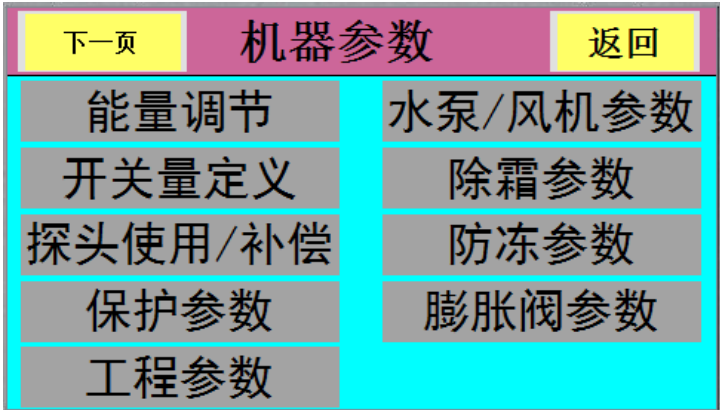 下一页 机器参数 返回
能量调节 水泵/风机参数
开关量定义 除霜参数
探头使用/补偿 防冻参数
保护参数 膨胀阀参数
工程参数